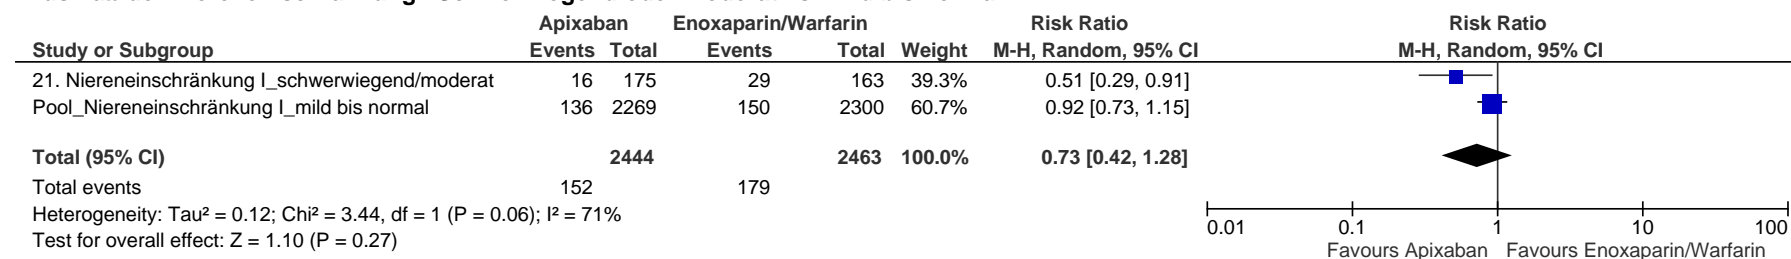 Apixaban Enoxaparin/Warfarin Risk Ratio Risk Ratio
Study or Subgroup Events Total Events Total Weight M-H, Random, 95% CI M-H, Random, 95% CI
21. Niereneinschränkung I_schwerwiegend/moderat 16 175 29 163 39.3% 0.51 [0.29, 0.91]
Pool_Niereneinschränkung I_mild bis normal 136 2269 150 2300 60.7% 0.92 [0.73, 1.15]
Total (95% CI) 2444 2463 100.0% 0.73 [0.42, 1.28]
Total events 152 179
Heterogeneity: Tau² = 0.12; Chi² = 3.44, df = 1 (P = 0.06); I² = 71%
Test for overall effect: Z = 1.10 (P = 0.27)
0.01 0.1 1 10 100
Favours Apixaban Favours Enoxaparin/Warfarin